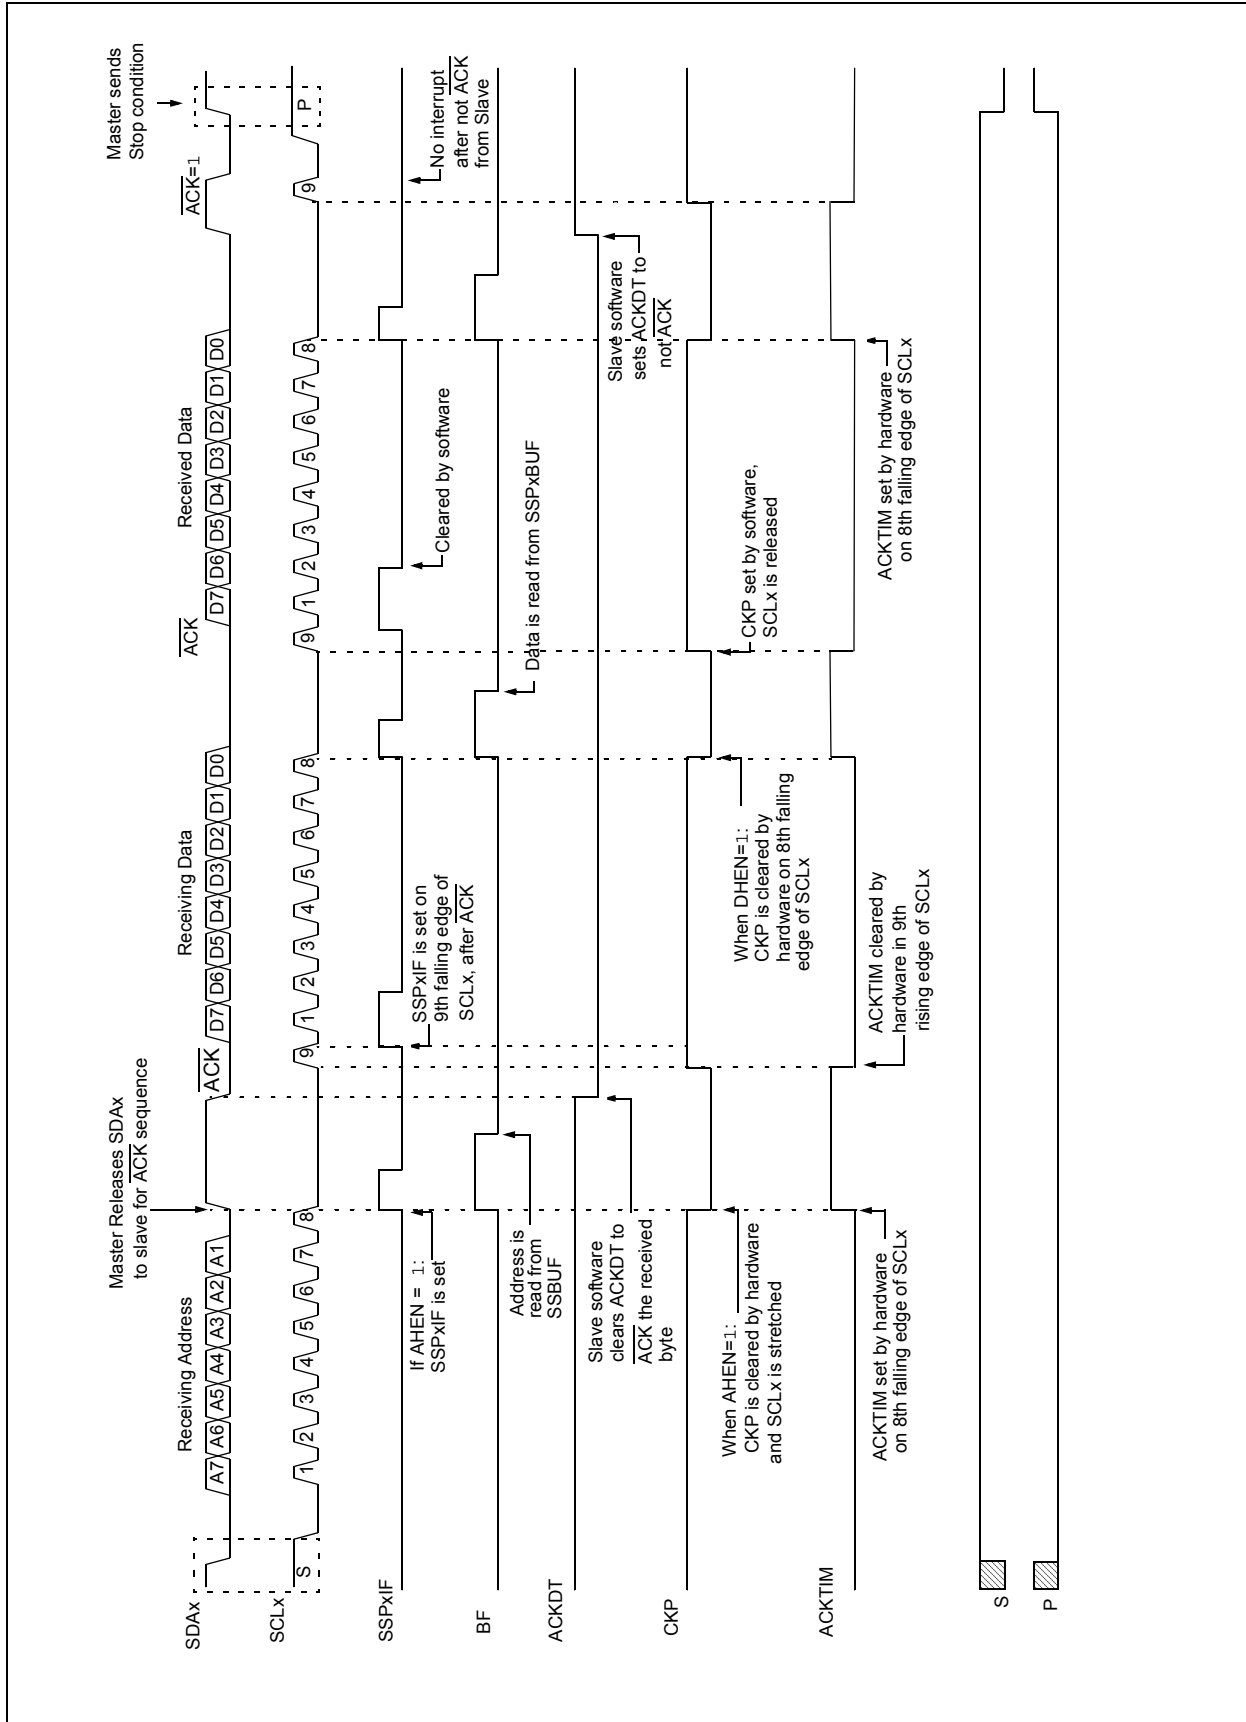 Master Releases SDAx
to slave for ACK sequence
Master sends
Stop condition
Receiving Address
Receiving Data
Received Data
ACK
ACK
ACK=1
SDAx
A7 A6 A5 A4 A3 A2 A1
D7 D6 D5 D4 D3 D2 D1 D0
D7 D6 D5 D4 D3 D2 D1 D0
SCLx
S
1 2 3 4 5 6 7 8
9
1 2 3 4 5 6 7 8
9
1 2 3 4 5 6 7 8
9
P
SSPxIF
If AHEN = 1:
SSPxIF is set
SSPxIF is set on
9th falling edge of
SCLx, after ACK
Cleared by software
No interrupt
after not ACK
from Slave
BF
Address is
read from
SSBUF
Data is read from SSPxBUF
ACKDT
Slave software
clears ACKDT to
ACK the received
byte
Slave software
sets ACKDT to
not ACK
CKP
When AHEN=1:
CKP is cleared by hardware
and SCLx is stretched
When DHEN=1:
CKP is cleared by
hardware on 8th falling
edge of SCLx
CKP set by software,
SCLx is released
ACKTIM
ACKTIM set by hardware
on 8th falling edge of SCLx
ACKTIM cleared by
hardware in 9th
rising edge of SCLx
ACKTIM set by hardware
on 8th falling edge of SCLx
S
P